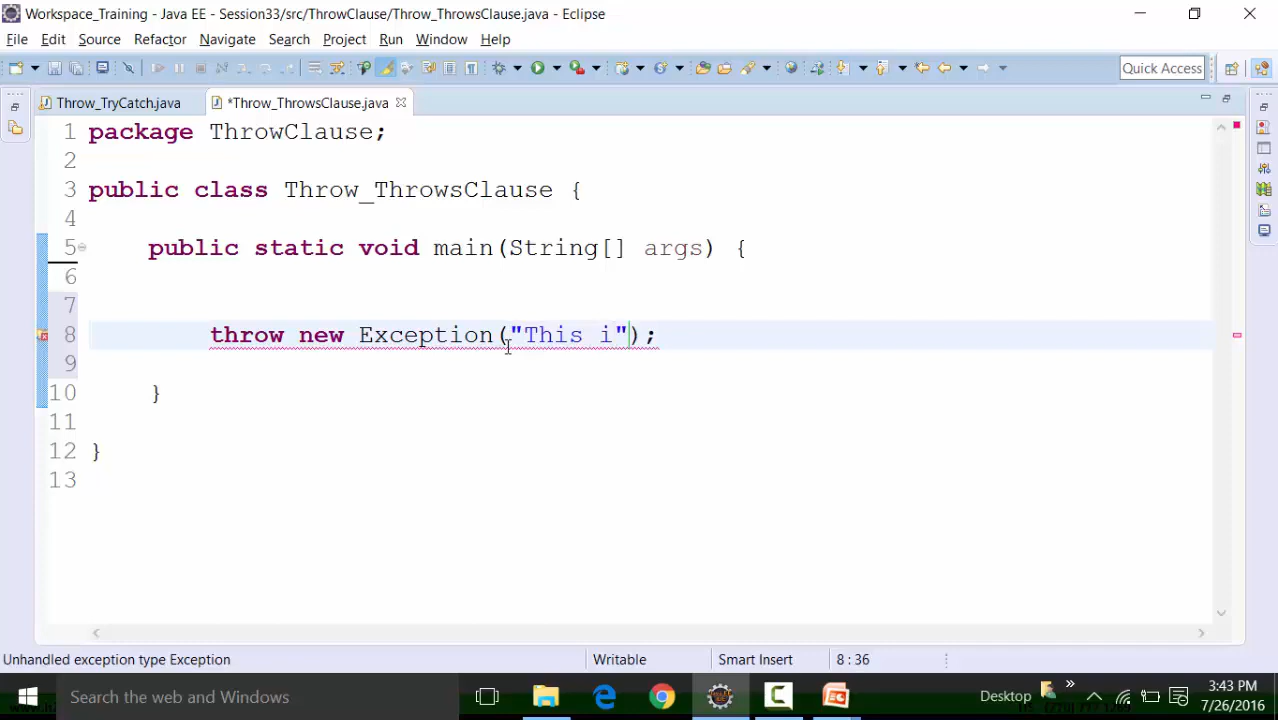 Workspace_Training - Java EE - Session33/src/ThrowClause/Throw_ThrowsClause.java - Eclipse
File Edit Source Refactor Navigate Search Project Run Window Help
Quick Access
Throw_TryCatch.java *Throw_ThrowsClause.java
1 package ThrowClause;
2
3 public class Throw_ThrowsClause {
4
5 public static void main(String[] args) {
6
7
8 throw new Exception("This i");
9
10 }
11
12 }
13
Unhandled exception type Exception Writable Smart Insert 8 : 36
Search the web and Windows Desktop 3:43 PM
7/26/2016